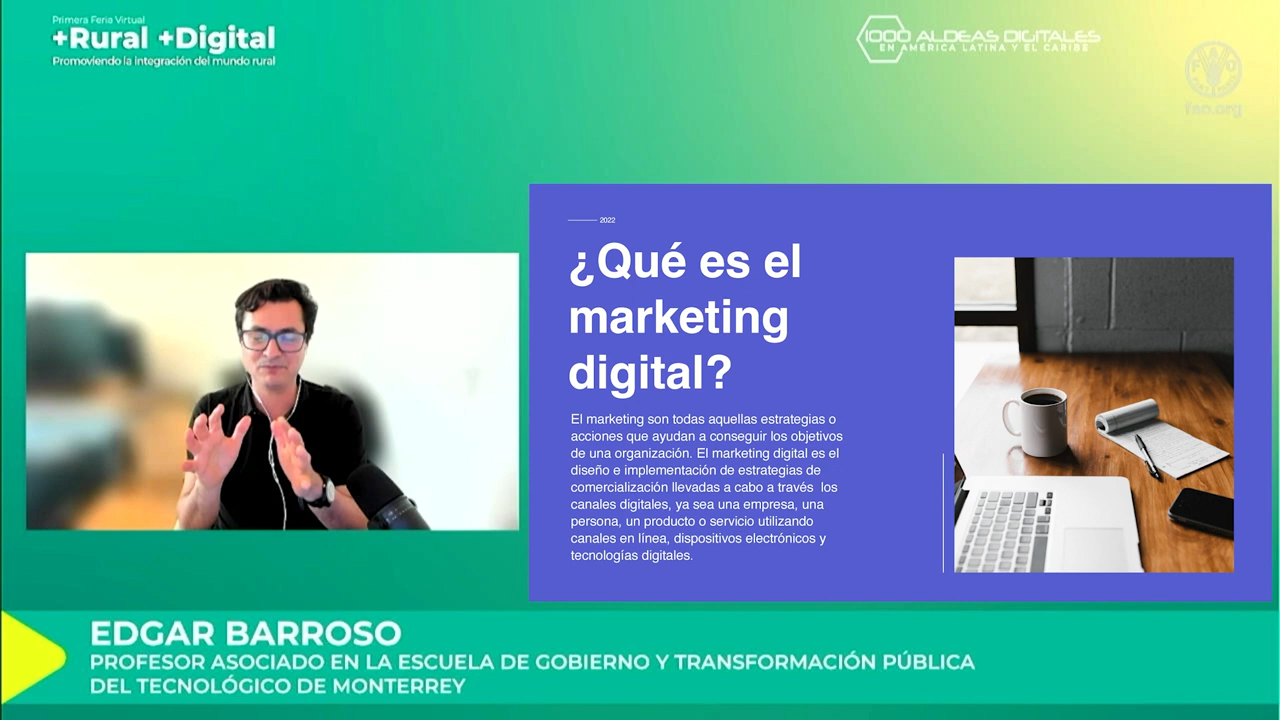 Primera Feria Virtual
+Rural +Digital
Promoviendo la integración del mundo rural
1000 ALDEAS DIGITALES
EN AMÉRICA LATINA Y EL CARIBE
FAO
FIAT PANIS
fao.org
2022
¿Qué es el
marketing
digital?
El marketing son todas aquellas estrategias o
acciones que ayudan a conseguir los objetivos
de una organización. El marketing digital es el
diseño e implementación de estrategias de
comercialización llevadas a cabo a través los
canales digitales, ya sea una empresa, una
persona, un producto o servicio utilizando
canales en línea, dispositivos electrónicos y
tecnologías digitales.
EDGAR BARROSO
PROFESOR ASOCIADO EN LA ESCUELA DE GOBIERNO Y TRANSFORMACIÓN PÚBLICA
DEL TECNOLÓGICO DE MONTERREY